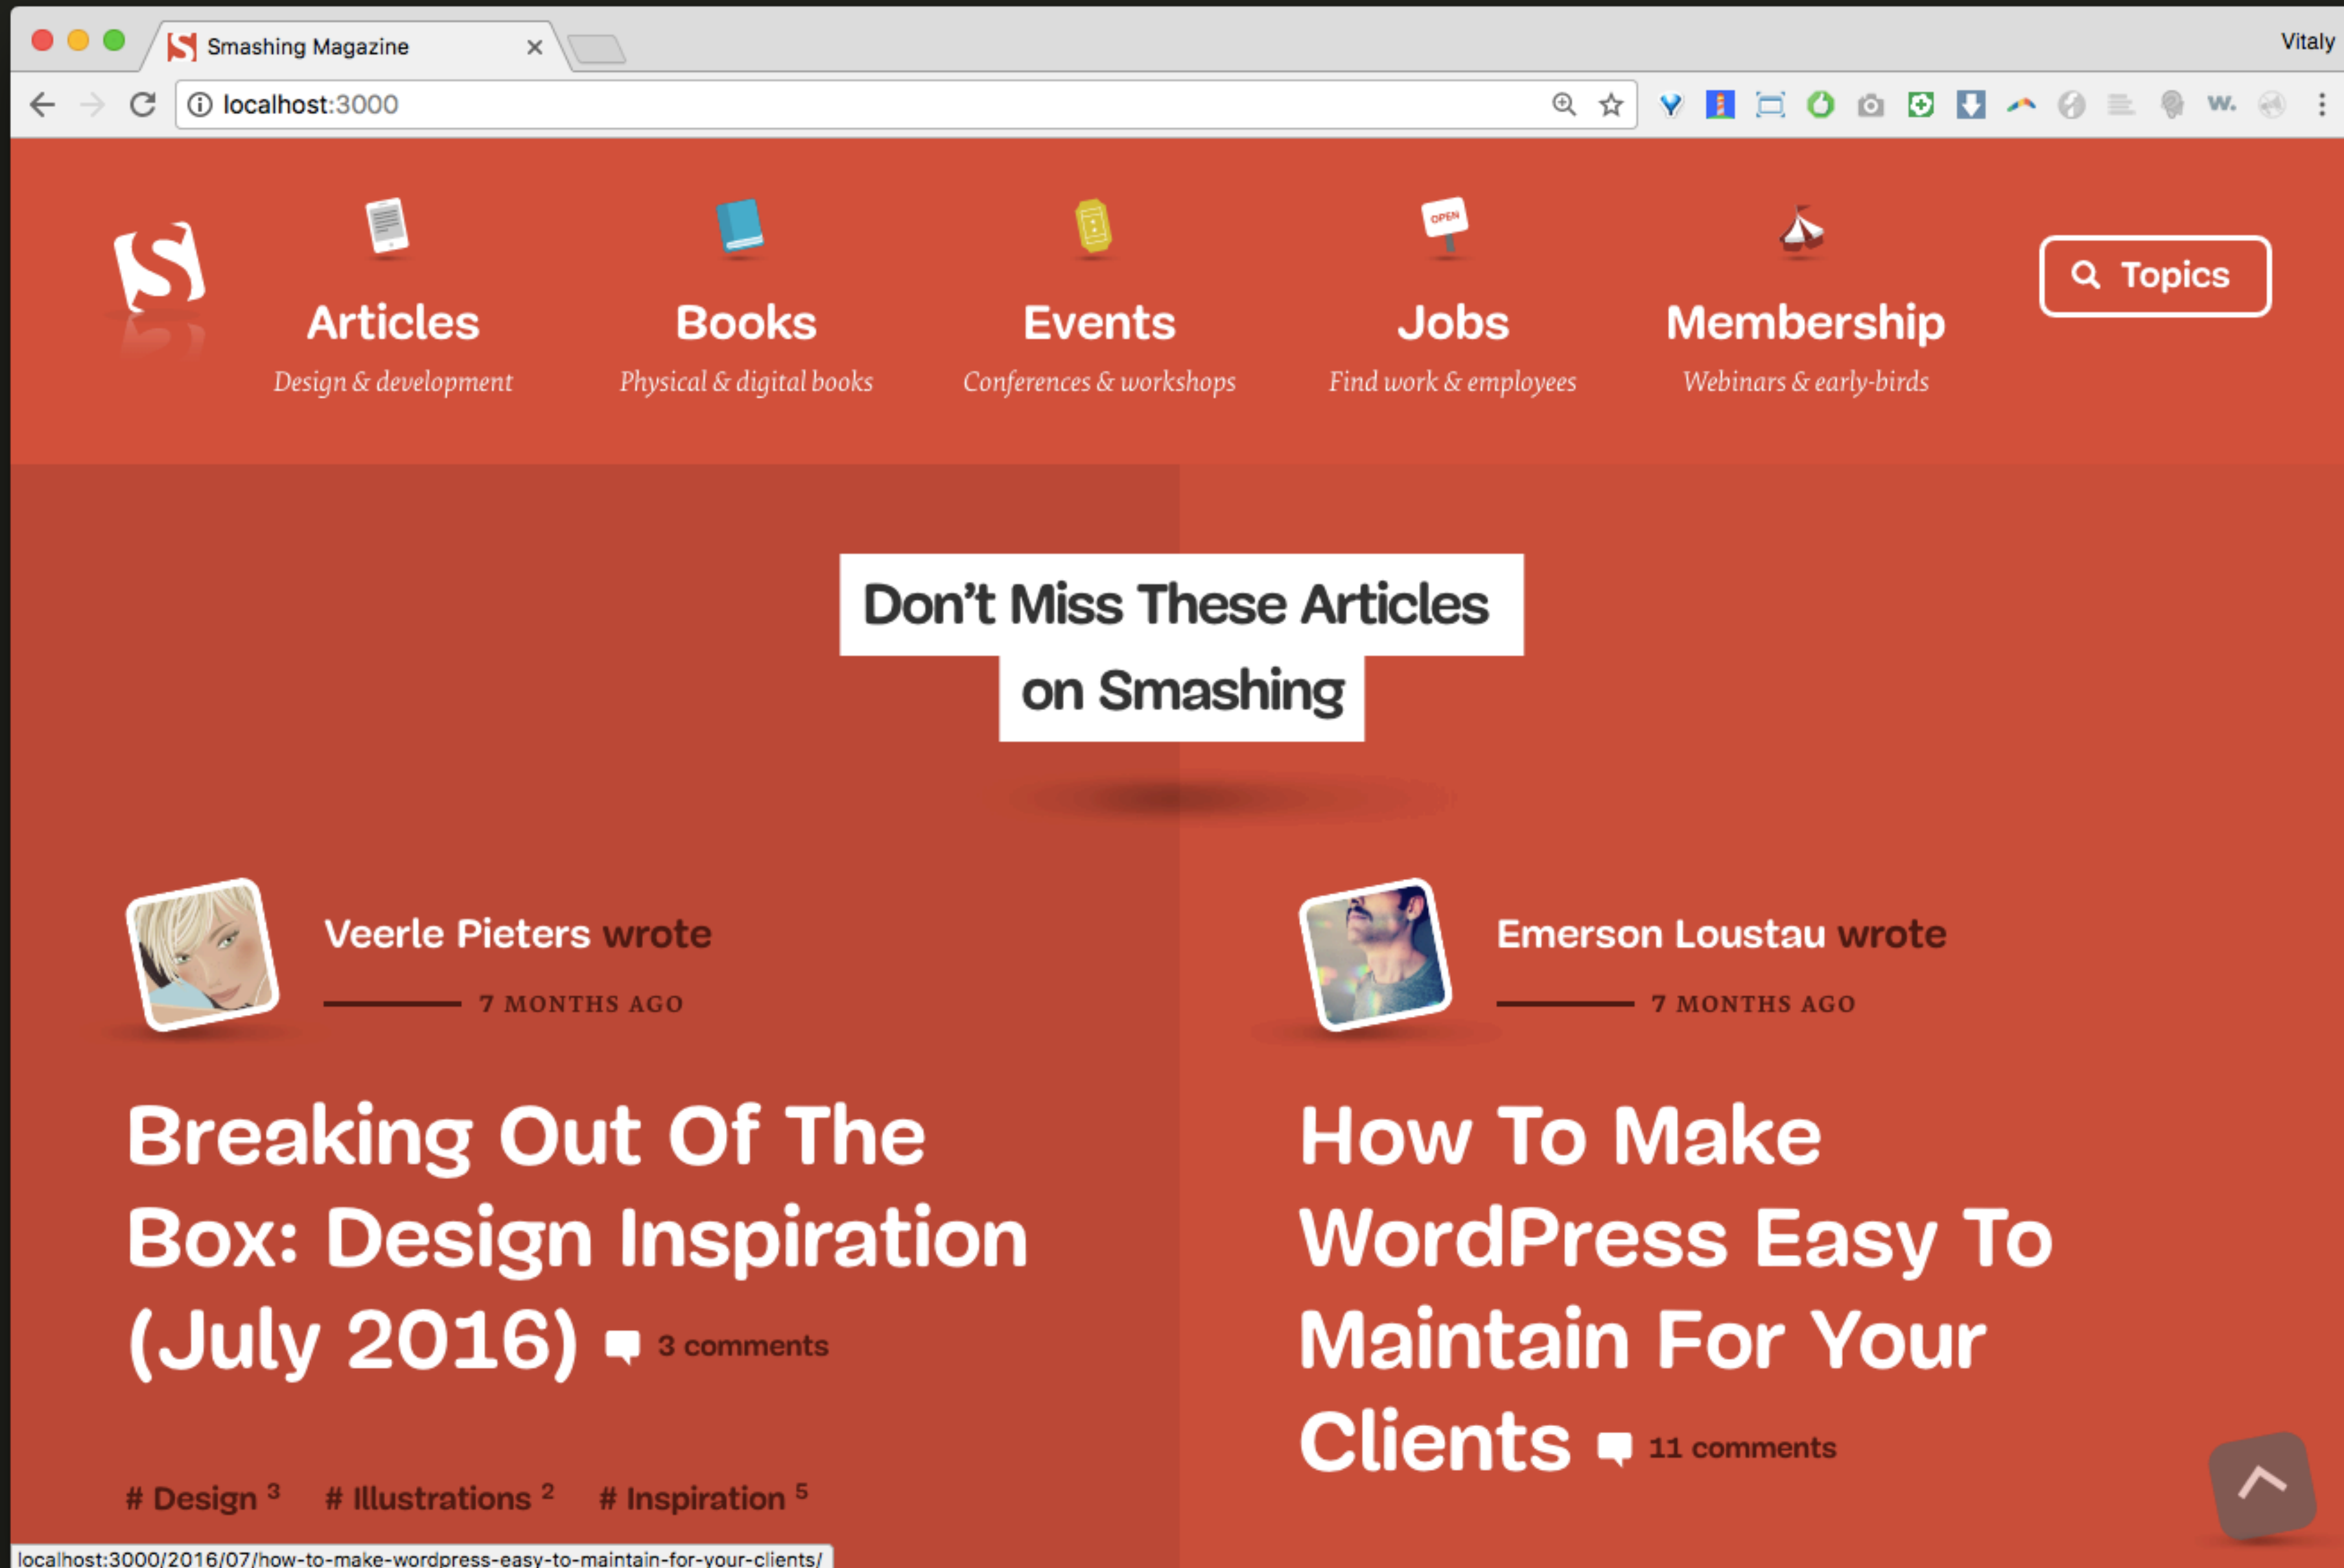 Smashing Magazine
Vitaly
localhost:3000
w.
OPEN
Topics
Articles
Books
Events
Jobs
Membership
Design & development
Physical & digital books
Conferences & workshops
Find work & employees
Webinars & early-birds
Don’t Miss These Articles
on Smashing
Veerle Pieters wrote
7 MONTHS AGO
Breaking Out Of The
Box: Design Inspiration
(July 2016) 3 comments
# Design 3 # Illustrations 2 # Inspiration 5
Emerson Loustau wrote
7 MONTHS AGO
How To Make
WordPress Easy To
Maintain For Your
Clients 11 comments
localhost:3000/2016/07/how-to-make-wordpress-easy-to-maintain-for-your-clients/